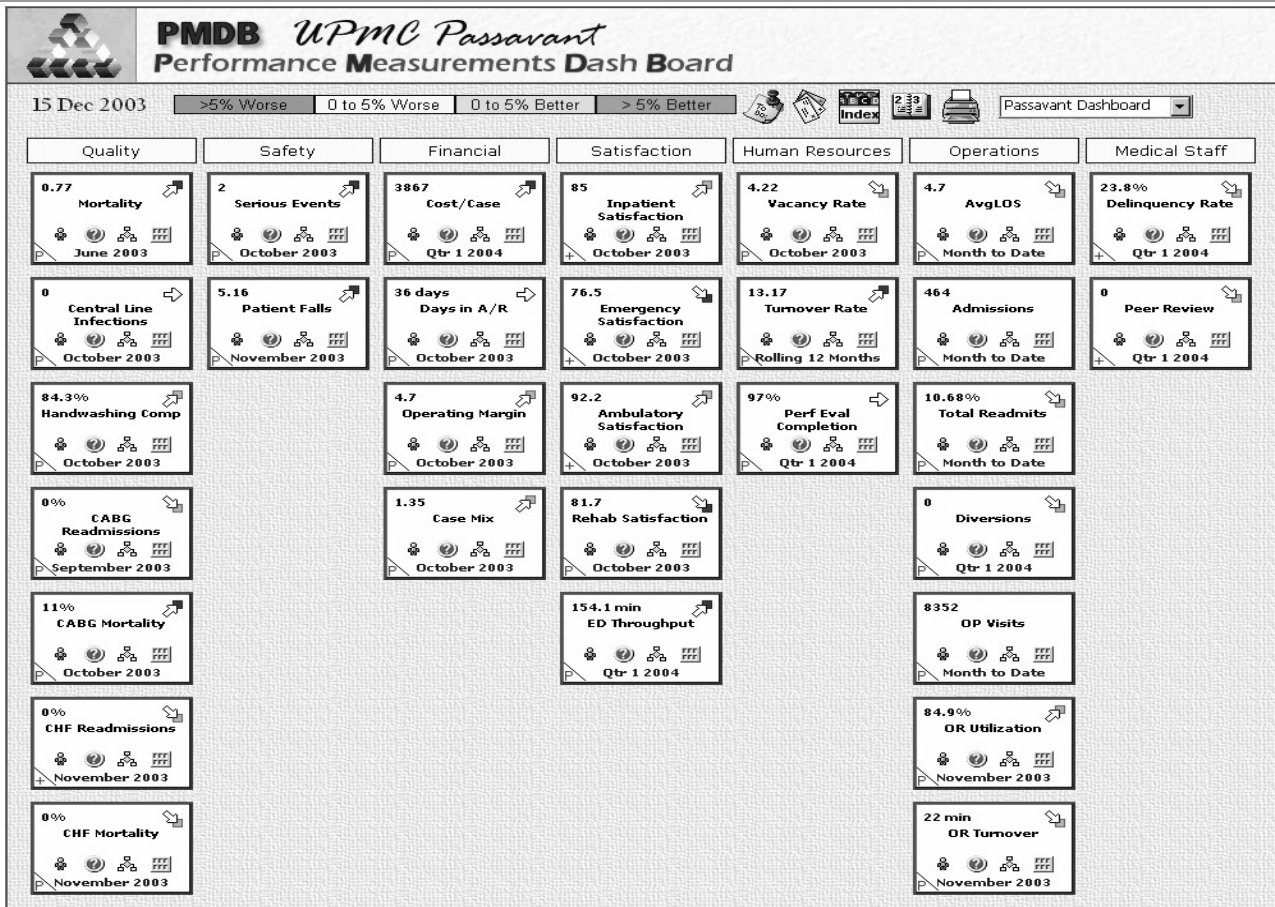 PMDB UPMC Passavant
Performance Measurements Dash Board
15 Dec 2003
>5% Worse
0 to 5% Worse
0 to 5% Better
> 5% Better
TO DO!
A B C D
Index
2 3
Passavant Dashboard
Quality
Safety
Financial
Satisfaction
Human Resources
Operations
Medical Staff
0.77
Mortality
P June 2003
2
Serious Events
P October 2003
3867
Cost/Case
P Qtr 1 2004
85
Inpatient
Satisfaction
+ October 2003
4.22
Vacancy Rate
P October 2003
4.7
AvgLOS
P Month to Date
23.8%
Delinquency Rate
+ Qtr 1 2004
0
Central Line
Infections
P October 2003
5.16
Patient Falls
P November 2003
36 days
Days in A/R
P October 2003
76.5
Emergency
Satisfaction
+ October 2003
13.17
Turnover Rate
P Rolling 12 Months
464
Admissions
P Month to Date
0
Peer Review
+ Qtr 1 2004
84.3%
Handwashing Comp
P October 2003
4.7
Operating Margin
P October 2003
92.2
Ambulatory
Satisfaction
+ October 2003
97%
Perf Eval
Completion
P Qtr 1 2004
10.68%
Total Readmits
P Month to Date
0%
CABG
Readmissions
P September 2003
1.35
Case Mix
P October 2003
81.7
Rehab Satisfaction
P October 2003
0
Diversions
P Qtr 1 2004
11%
CABG Mortality
P October 2003
154.1 min
ED Throughput
P Qtr 1 2004
8352
OP Visits
P Month to Date
0%
CHF Readmissions
+ November 2003
84.9%
OR Utilization
P November 2003
0%
CHF Mortality
P November 2003
22 min
OR Turnover
P November 2003